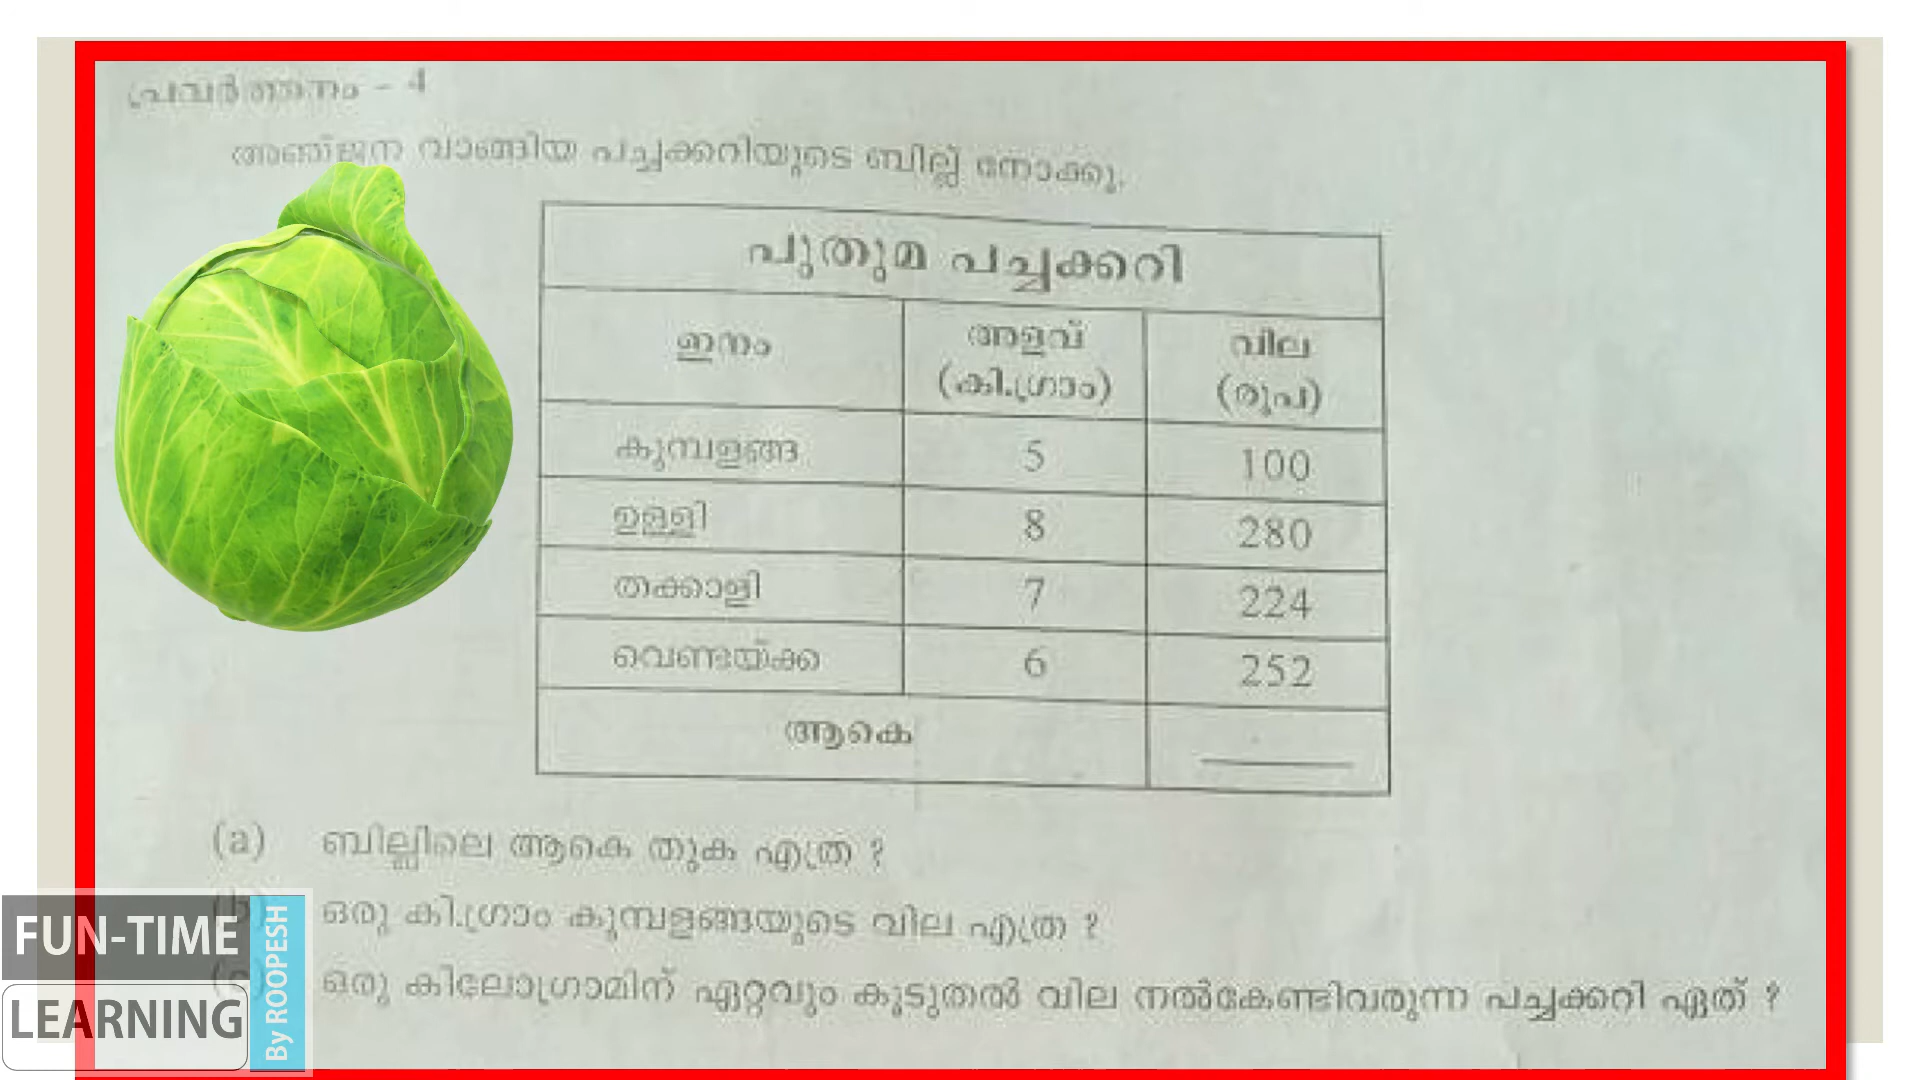 പ്രവർത്തനം - 4
അഞ്ജന വാങ്ങിയ പച്ചക്കറിയുടെ ബില്ല് നോക്കൂ.
പുതുമ പച്ചക്കറി
ഇനം അളവ് (കി.ഗ്രാം) വില (രൂപ)
കുമ്പളങ്ങ 5 100
ഉള്ളി 8 280
തക്കാളി 7 224
വെണ്ടയ്ക്ക 6 252
ആകെ
(a) ബില്ലിലെ ആകെ തുക എത്ര ?
(b) ഒരു കി.ഗ്രാം കുമ്പളങ്ങയുടെ വില എത്ര ?
(c) ഒരു കിലോഗ്രാമിന് ഏറ്റവും കൂടുതൽ വില നൽകേണ്ടിവരുന്ന പച്ചക്കറി ഏത് ?
FUN-TIME
LEARNING
By ROOPESH